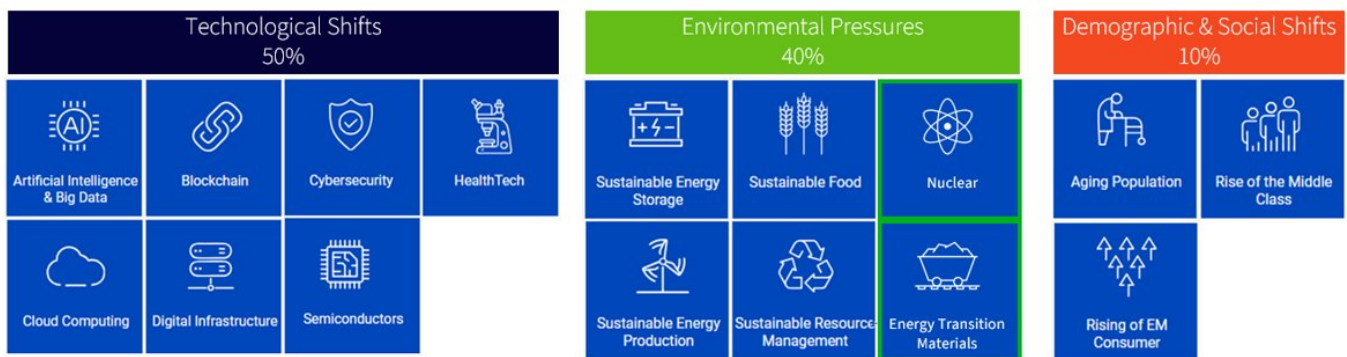 Technological Shifts
50%
AI
Artificial Intelligence
& Big Data
Blockchain
Cybersecurity
HealthTech
Cloud Computing
Digital Infrastructure
Semiconductors
Environmental Pressures
40%
Sustainable Energy
Storage
Sustainable Food
Nuclear
Sustainable Energy
Production
Sustainable Resource
Management
Energy Transition
Materials
Demographic & Social Shifts
10%
Aging Population
Rise of the Middle
Class
Rising of EM
Consumer